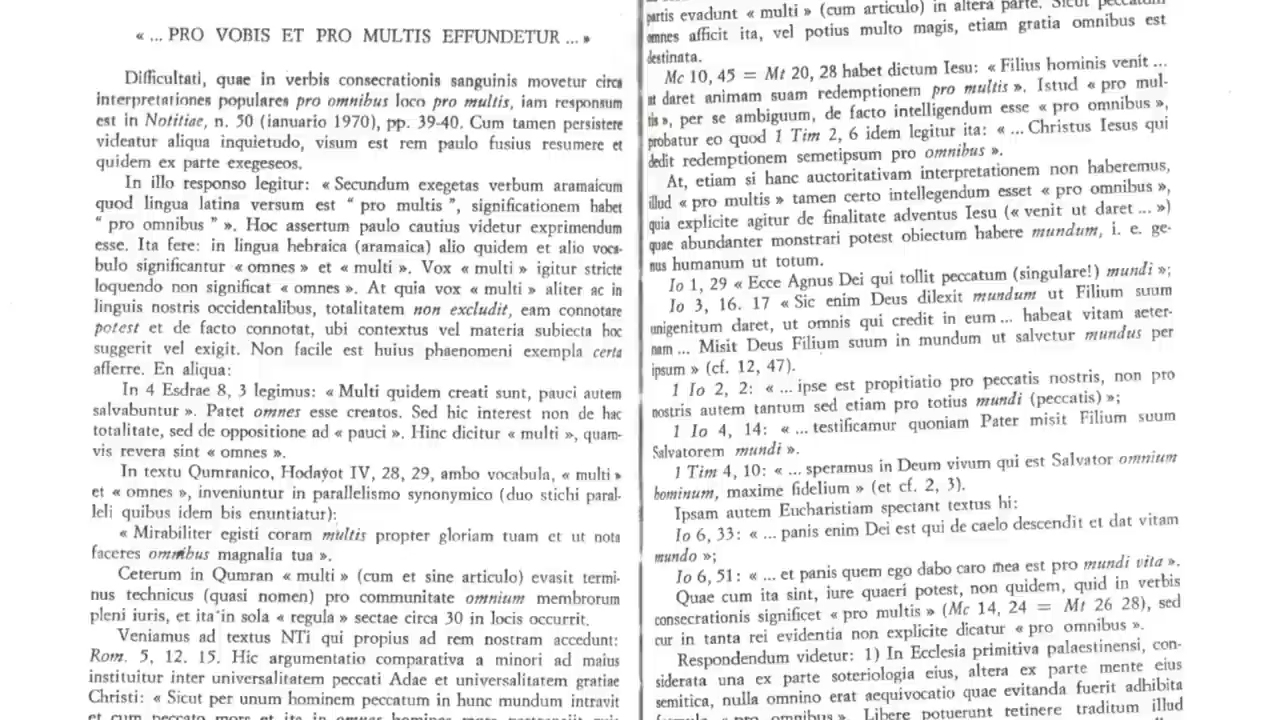 « ... PRO VOBIS ET PRO MULTIS EFFUNDETUR ... »
Difficultati, quae in verbis consecrationis sanguinis movetur circa
interpretationes populares pro omnibus loco pro multis, iam responsum
est in Notitiae, n. 50 (ianuario 1970), pp. 39-40. Cum tamen persistere
videatur aliqua inquietudo, visum est rem paulo fusius resumere et
quidem ex parte exegeseos.
In illo responso legitur: « Secundum exegetas verbum aramaicum
quod lingua latina versum est “ pro multis ”, significationem habet
“ pro omnibus ” ». Hoc assertum paulo cautius videtur exprimendum
esse. Ita fere: in lingua hebraica (aramaica) alio quidem et alio voca-
bulo significantur « omnes » et « multi ». Vox « multi » igitur stricte
loquendo non significat « omnes ». At quia vox « multi » aliter ac in
linguis nostris occidentalibus, totalitatem non excludit, eam connotare
potest et de facto connotat, ubi contextus vel materia subiecta hoc
suggerit vel exigit. Non facile est huius phaenomeni exempla certa
afferre. En aliqua:
In 4 Esdrae 8, 3 legimus: « Multi quidem creati sunt, pauci autem
salvabuntur ». Patet omnes esse creatos. Sed hic interest non de hac
totalitate, sed de oppositione ad « pauci ». Hinc dicitur « multi », quam-
vis revera sint « omnes ».
In textu Qumranico, Hodayot IV, 28, 29, ambo vocabula, « multi »
et « omnes », inveniuntur in parallelismo synonymico (duo stichi paral-
leli quibus idem bis enuntiatur):
« Mirabiliter egisti coram multis propter gloriam tuam et ut nota
faceres omnibus magnalia tua ».
Ceterum in Qumran « multi » (cum et sine articulo) evasit termi-
nus technicus (quasi nomen) pro communitate omnium membrorum
pleni iuris, et ita in sola « regula » sectae circa 30 in locis occurrit.
Veniamus ad textus NTi qui propius ad rem nostram accedunt:
Rom. 5, 12. 15. Hic argumentatio comparativa a minori ad maius
instituitur inter universalitatem peccati Adae et universalitatem gratiae
Christi: « Sicut per unum hominem peccatum in hunc mundum intravit
et cum peccato mors et ita in omnes homines mors pertransiit
partis evadunt « multi » (cum articulo) in altera parte. Sicut peccatum
omnes afficit ita, vel potius multo magis, etiam gratia omnibus est
destinata.
Mc 10, 45 = Mt 20, 28 habet dictum Iesu: « Filius hominis venit ...
ut daret animam suam redemptionem pro multis ». Istud « pro mul-
tis », per se ambiguum, de facto intelligendum esse « pro omnibus »,
probatur eo quod 1 Tim 2, 6 idem legitur ita: « ... Christus Iesus qui
dedit redemptionem semetipsum pro omnibus ».
At, etiam si hanc auctoritativam interpretationem non haberemus,
illud « pro multis » tamen certo intellegendum esset « pro omnibus »,
quia explicite agitur de finalitate adventus Iesu (« venit ut daret ... »)
quae abundanter monstrari potest obiectum habere mundum, i. e. ge-
nus humanum ut totum.
Io 1, 29 « Ecce Agnus Dei qui tollit peccatum (singulare!) mundi »;
Io 3, 16. 17 « Sic enim Deus dilexit mundum ut Filium suum
unigenitum daret, ut omnis qui credit in eum ... habeat vitam aeter-
nam ... Misit Deus Filium suum in mundum ut salvetur mundus per
ipsum » (cf. 12, 47).
1 Io 2, 2: « ... ipse est propitiatio pro peccatis nostris, non pro
nostris autem tantum sed etiam pro totius mundi (peccatis) »;
1 Io 4, 14: « ... testificamur quoniam Pater misit Filium suum
Salvatorem mundi ».
1 Tim 4, 10: « ... speramus in Deum vivum qui est Salvator omnium
hominum, maxime fidelium » (et cf. 2, 3).
Ipsam autem Eucharistiam spectant textus hi:
Io 6, 33: « ... panis enim Dei est qui de caelo descendit et dat vitam
mundo »;
Io 6, 51: « ... et panis quem ego dabo caro mea est pro mundi vita ».
Quae cum ita sint, iure quaeri potest, non quidem, quid in verbis
consecrationis significet « pro multis » (Mc 14, 24 = Mt 26 28), sed
cur in tanta rei evidentia non explicite dicatur « pro omnibus ».
Respondendum videtur: 1) In Ecclesia primitiva palaestinensi, con-
siderata una ex parte soteriologia eius, altera ex parte mente eius
semitica, nulla omnino erat aequivocatio quae evitanda fuerit adhibita
formula « pro omnibus ». Libere potuerunt retinere traditum illud